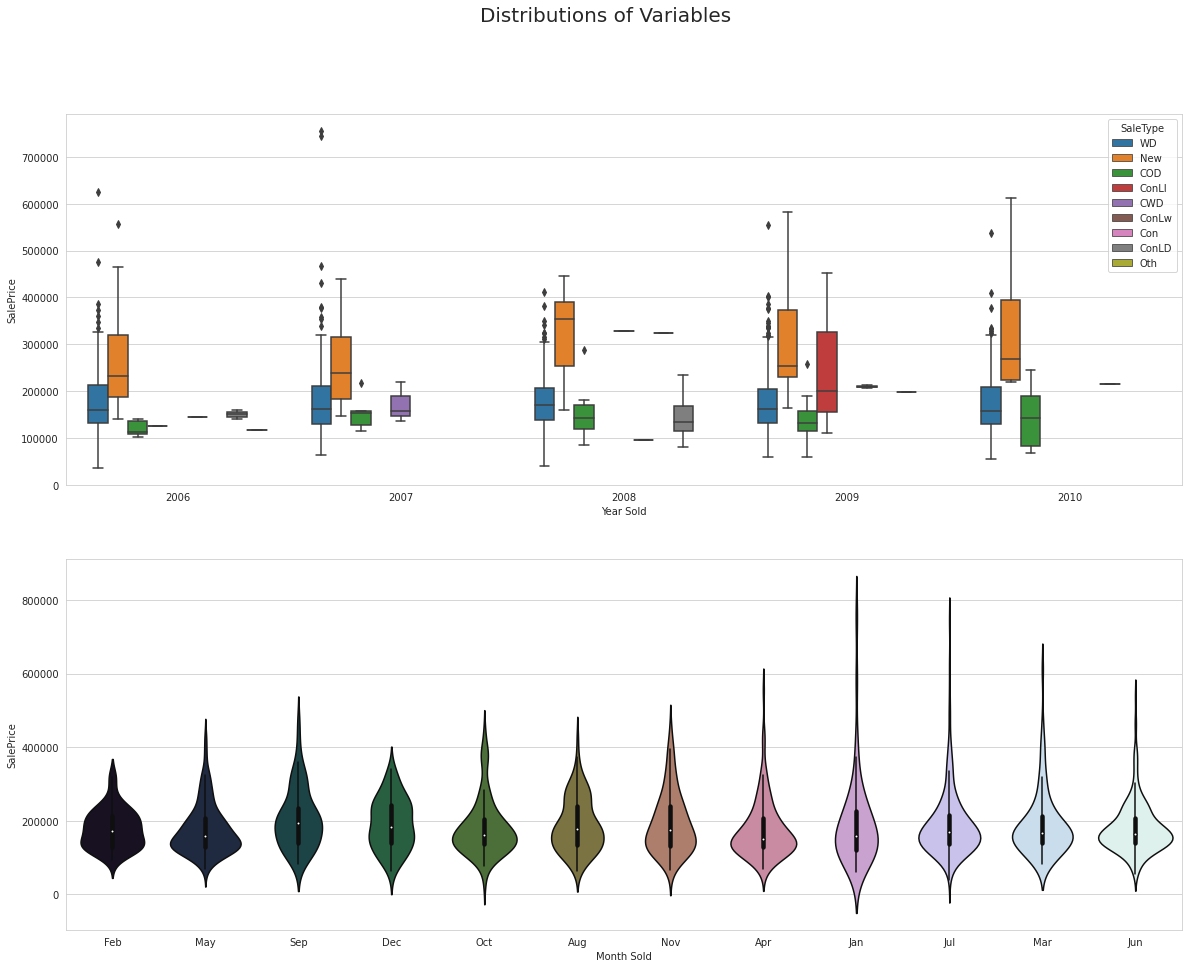 Distributions of Variables
SalePrice
700000
600000
500000
400000
300000
200000
100000
0
2006 2007 2008 2009 2010
Year Sold
SaleType
WD
New
COD
ConLI
CWD
ConLw
Con
ConLD
Oth
SalePrice
800000
600000
400000
200000
0
Feb May Sep Dec Oct Aug Nov Apr Jan Jul Mar Jun
Month Sold